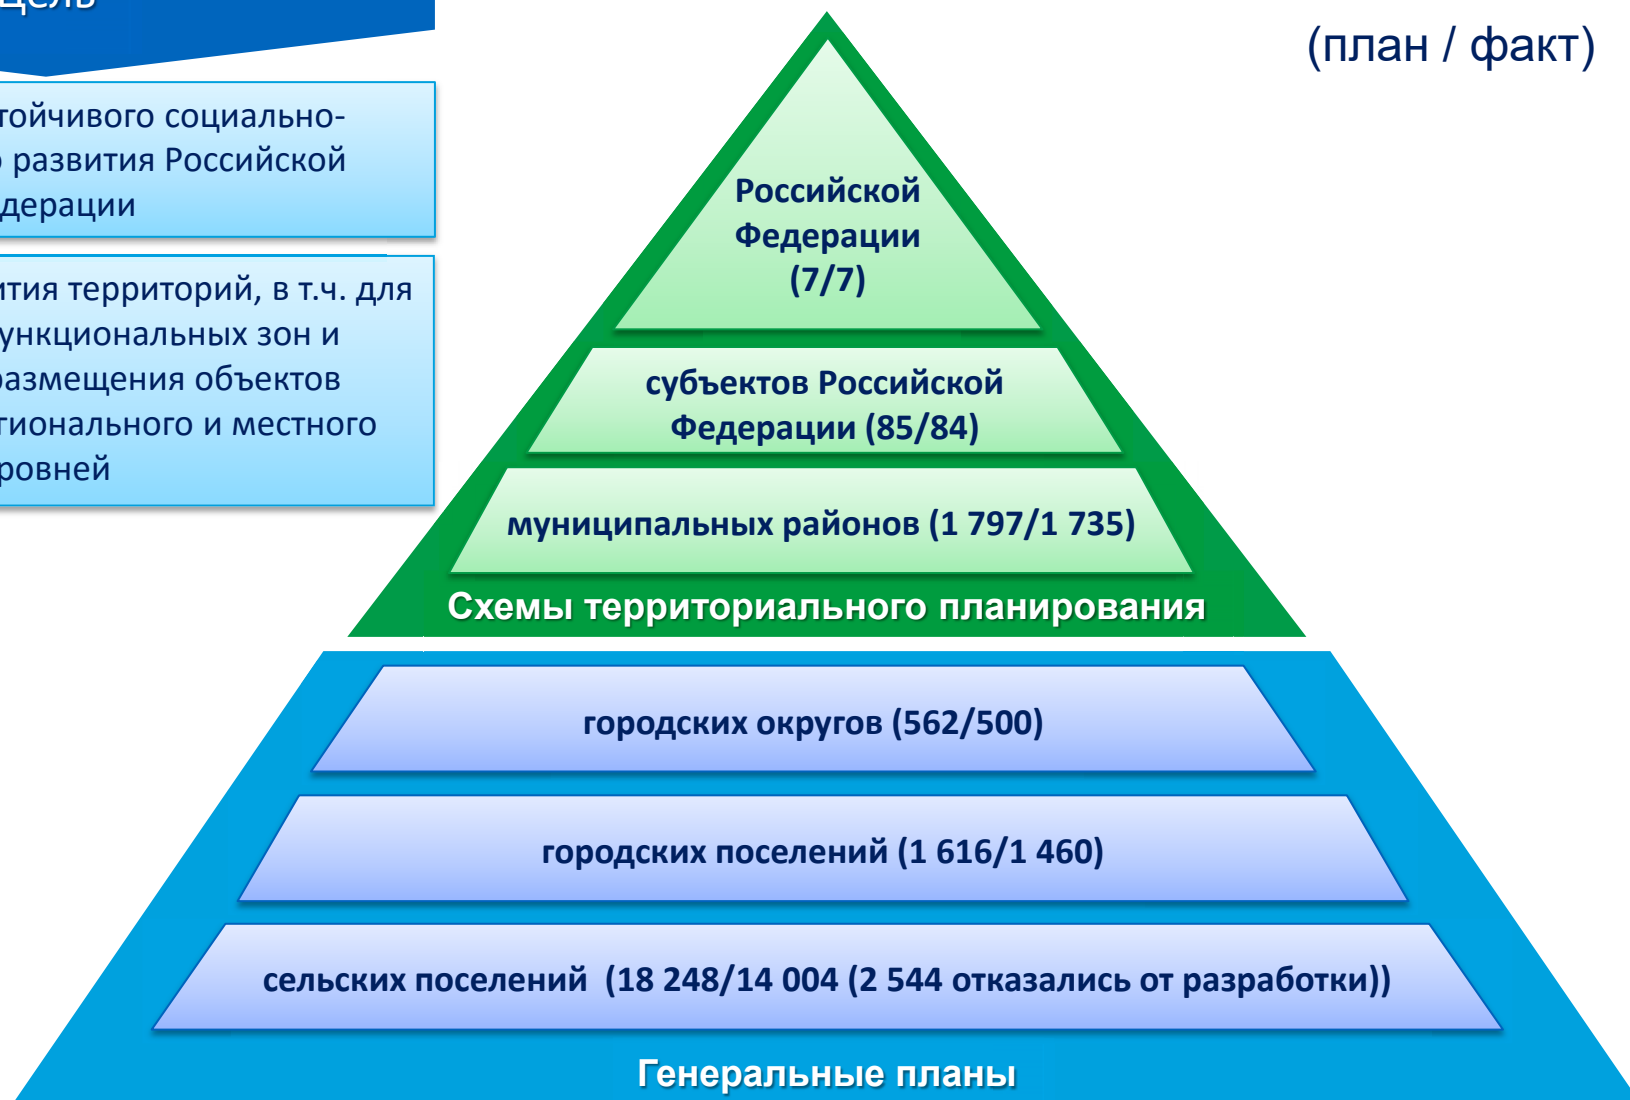 Цель
(план / факт)
тойчивого социально-
развития Российской
дерации
ития территорий, в т.ч. для
ункциональных зон и
размещения объектов
гионального и местного
ровней
Российской
Федерации
(7/7)
субъектов Российской
Федерации (85/84)
муниципальных районов (1 797/1 735)
Схемы территориального планирования
городских округов (562/500)
городских поселений (1 616/1 460)
сельских поселений (18 248/14 004 (2 544 отказались от разработки))
Генеральные планы